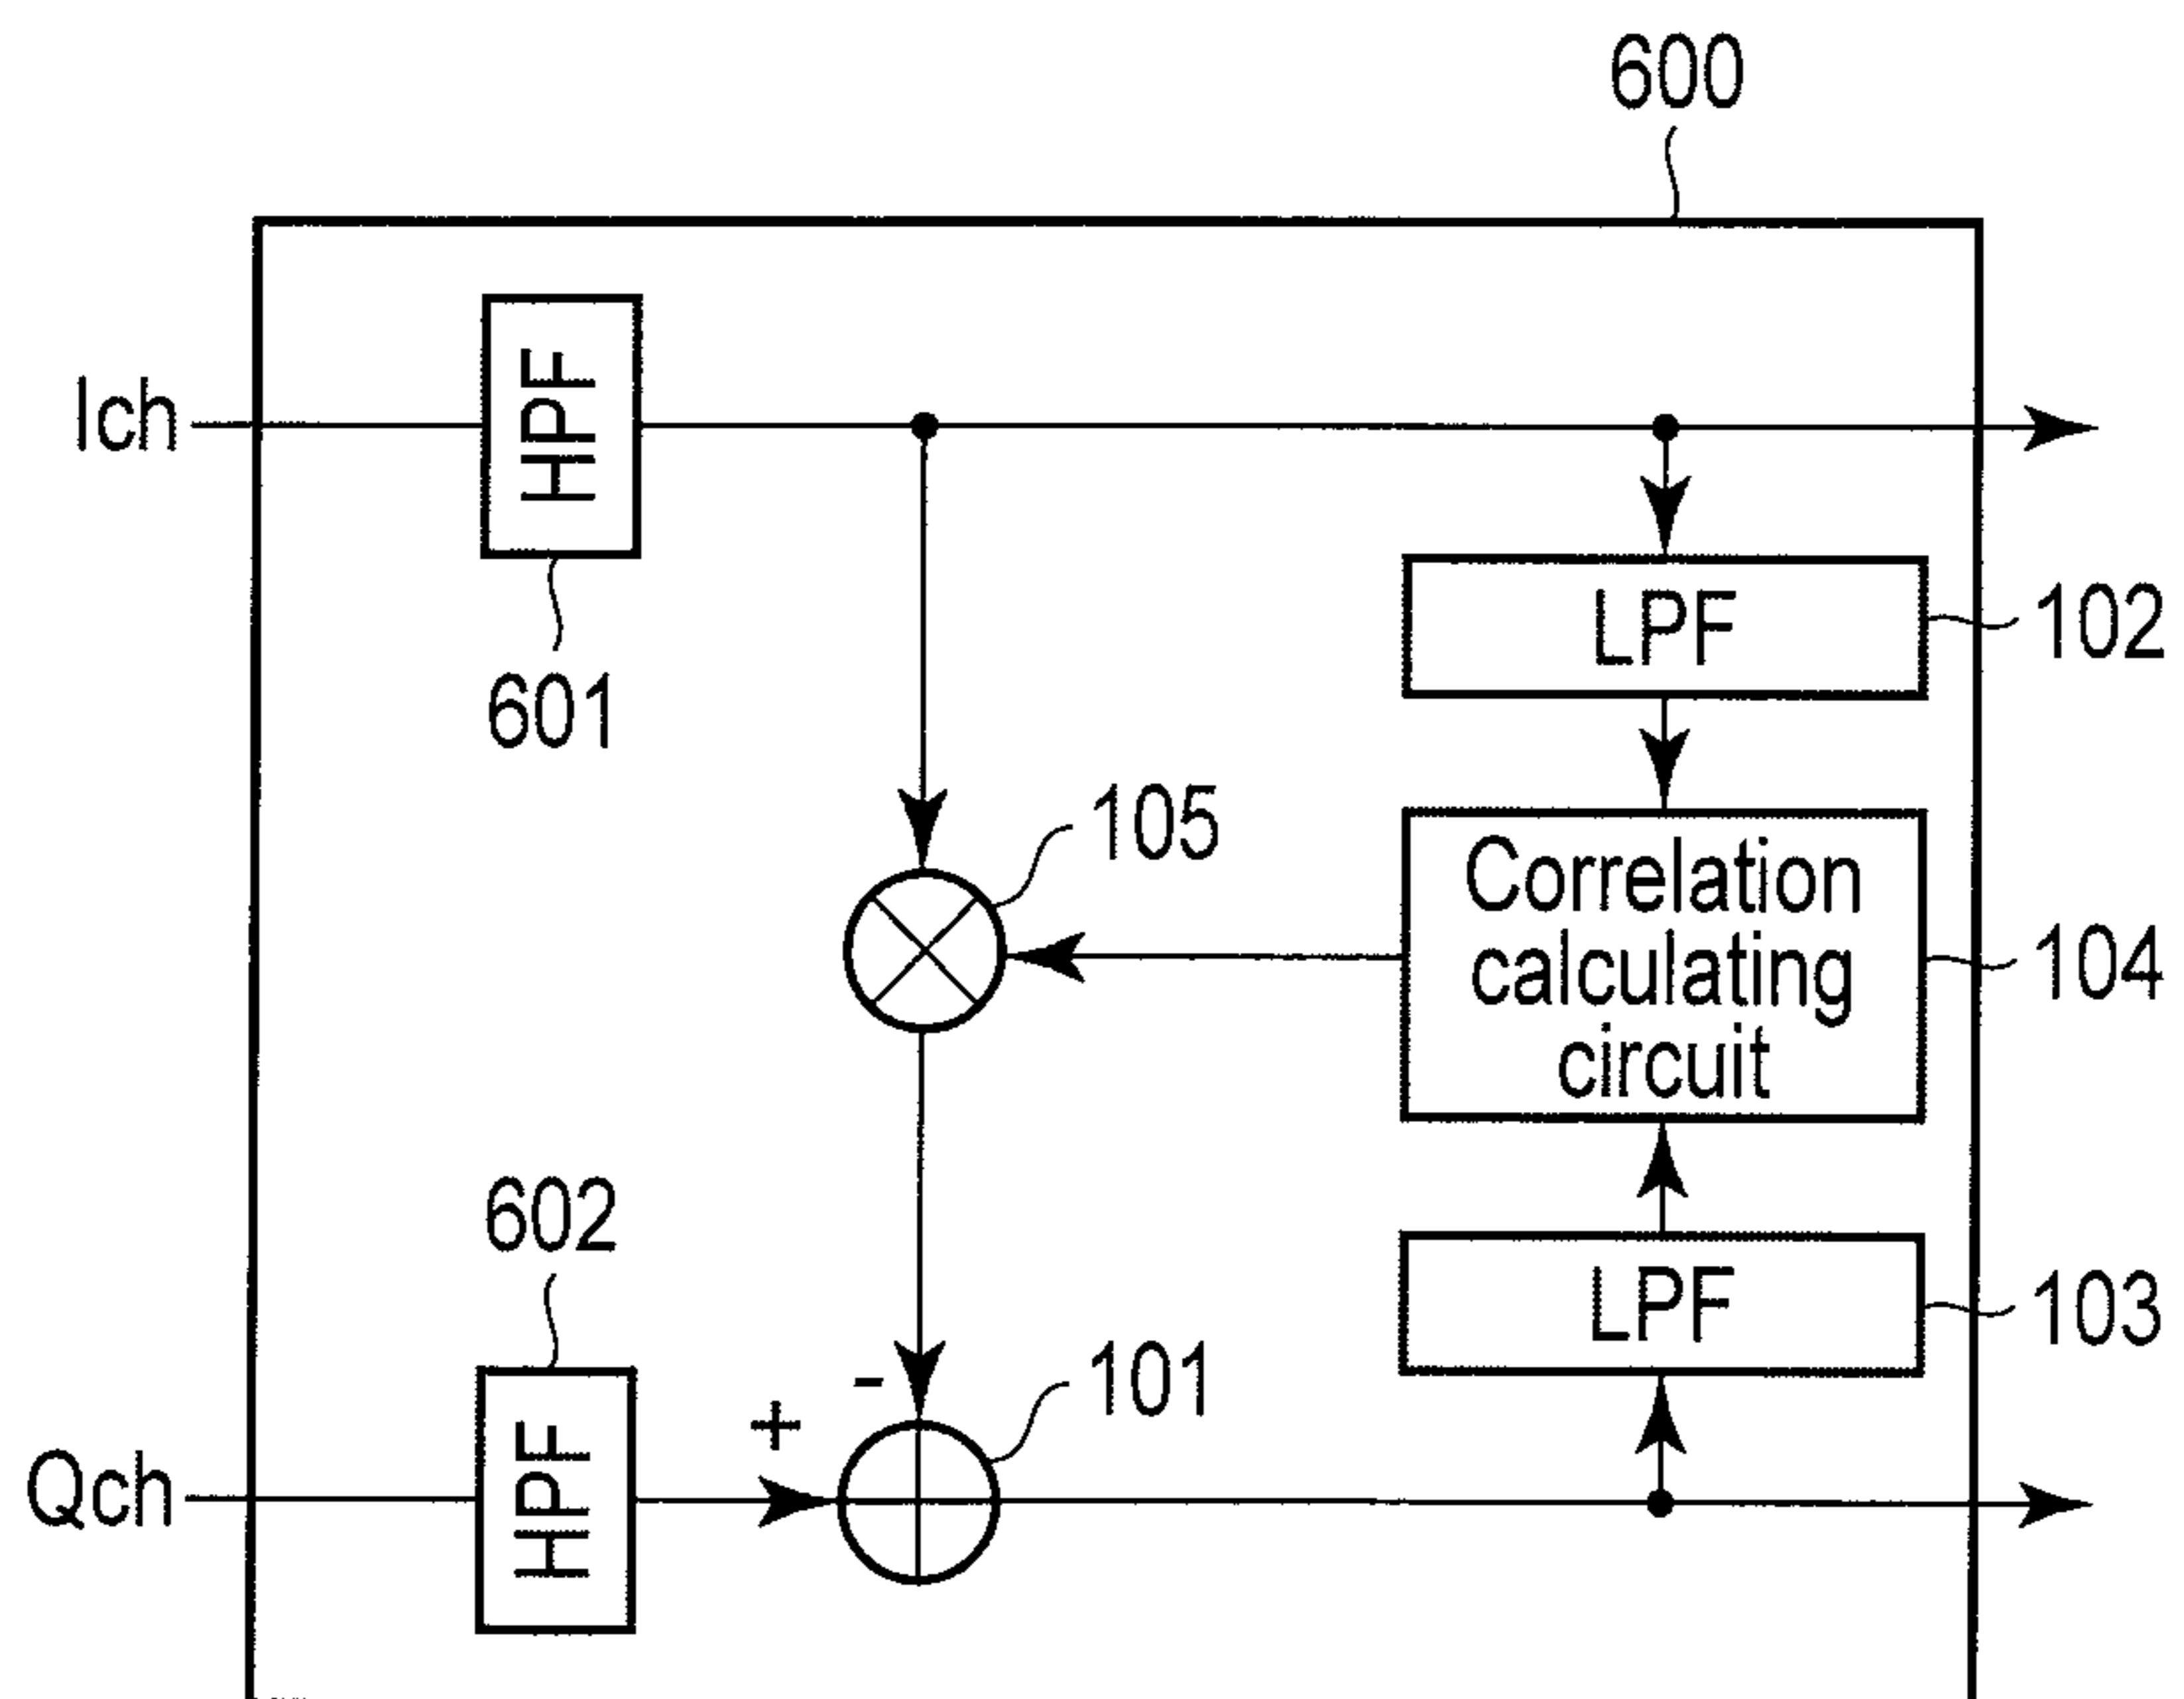 600
Ich
HPF
601
LPF
102
105
Correlation
calculating
circuit
104
602
LPF
103
-
101
+
Qch
HPF